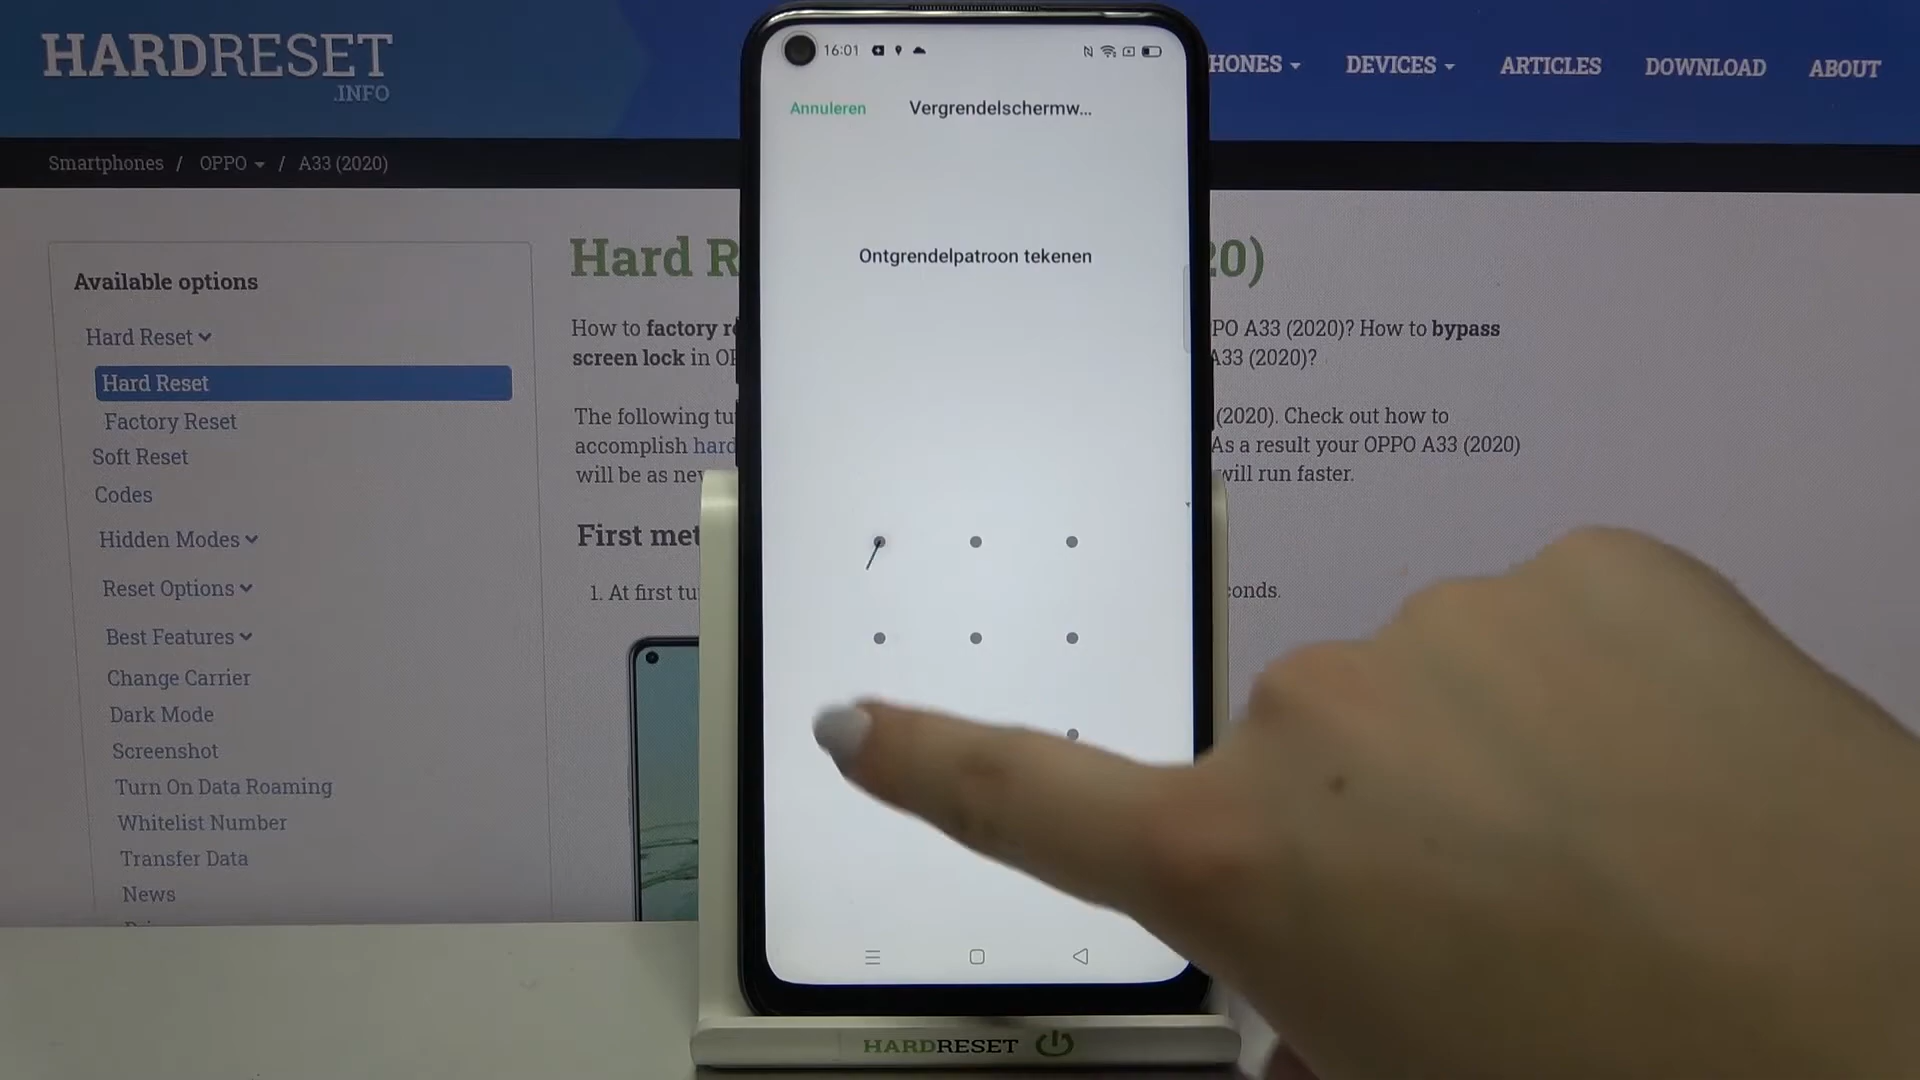 HARDRESET
.INFO
HONES
DEVICES
ARTICLES
DOWNLOAD
ABOUT
Smartphones / OPPO / A33 (2020)
16:01
Annuleren
Vergrendelschermw...
Ontgrendelpatroon tekenen
Available options
Hard Reset
Hard Reset
Factory Reset
Soft Reset
Codes
Hidden Modes
Reset Options
Best Features
Change Carrier
Dark Mode
Screenshot
Turn On Data Roaming
Whitelist Number
Transfer Data
News
Hard R 20)
How to factory re PO A33 (2020)? How to bypass
screen lock in OP A33 (2020)?
The following tu (2020). Check out how to
accomplish hard As a result your OPPO A33 (2020)
will be as new will run faster.
First met
1. At first tu onds.
HARDRESET